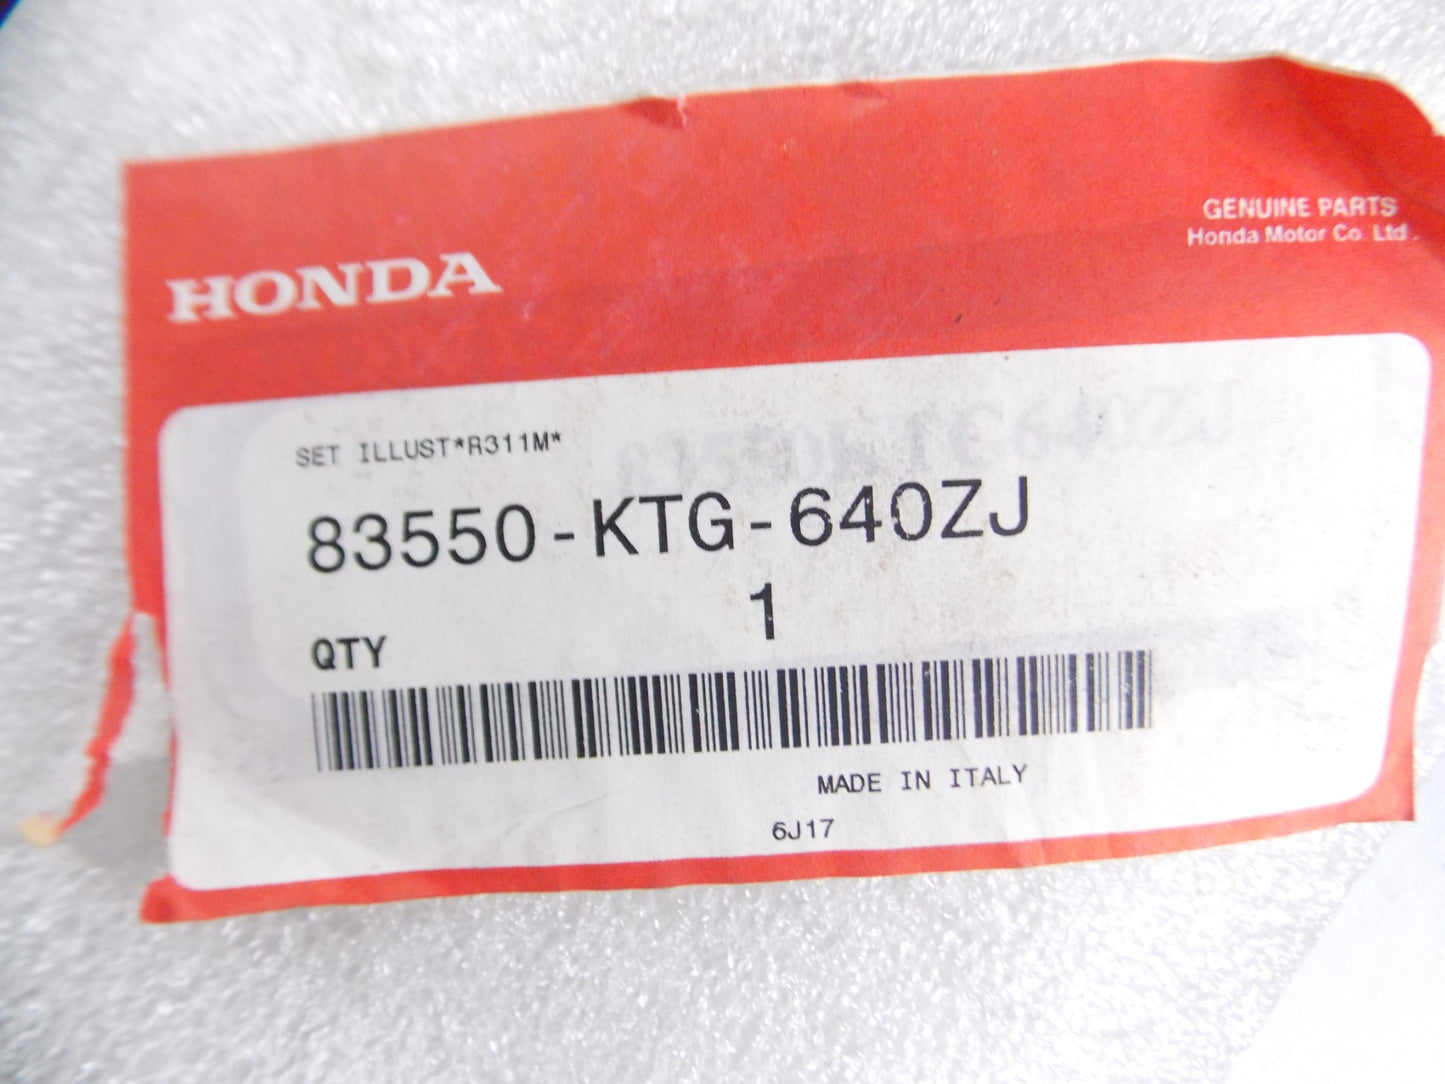 HONDA
GENUINE PARTS
Honda Motor Co. Ltd.
SET ILLUST*R311M*
83550-KTG-640ZJ
1
QTY
MADE IN ITALY
6J17